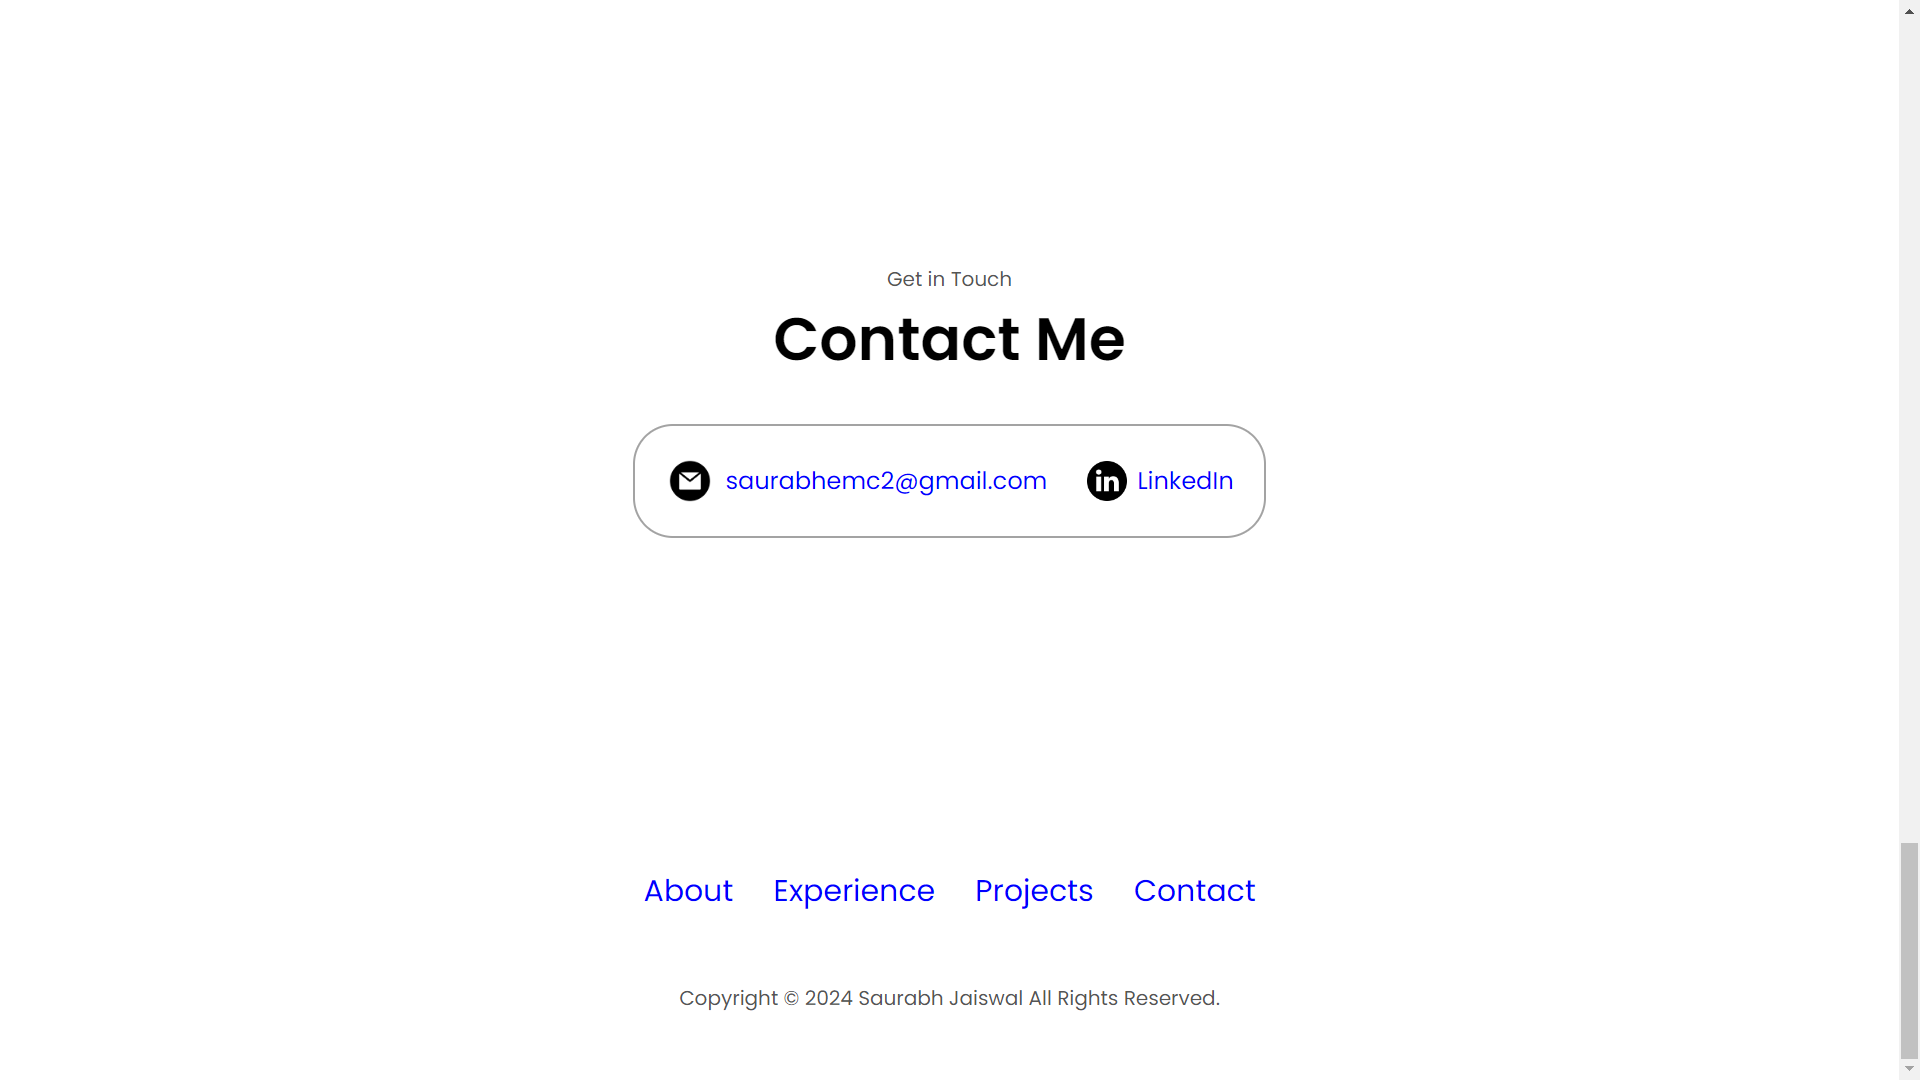 Get in Touch
Contact Me
saurabhemc2@gmail.com LinkedIn
About Experience Projects Contact
Copyright © 2024 Saurabh Jaiswal All Rights Reserved.